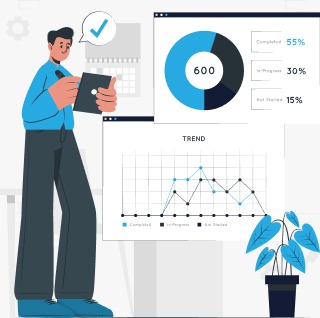 Completed 55%
600
In-Progress 30%
Not Started 15%
TREND
Completed In-Progress Not Started